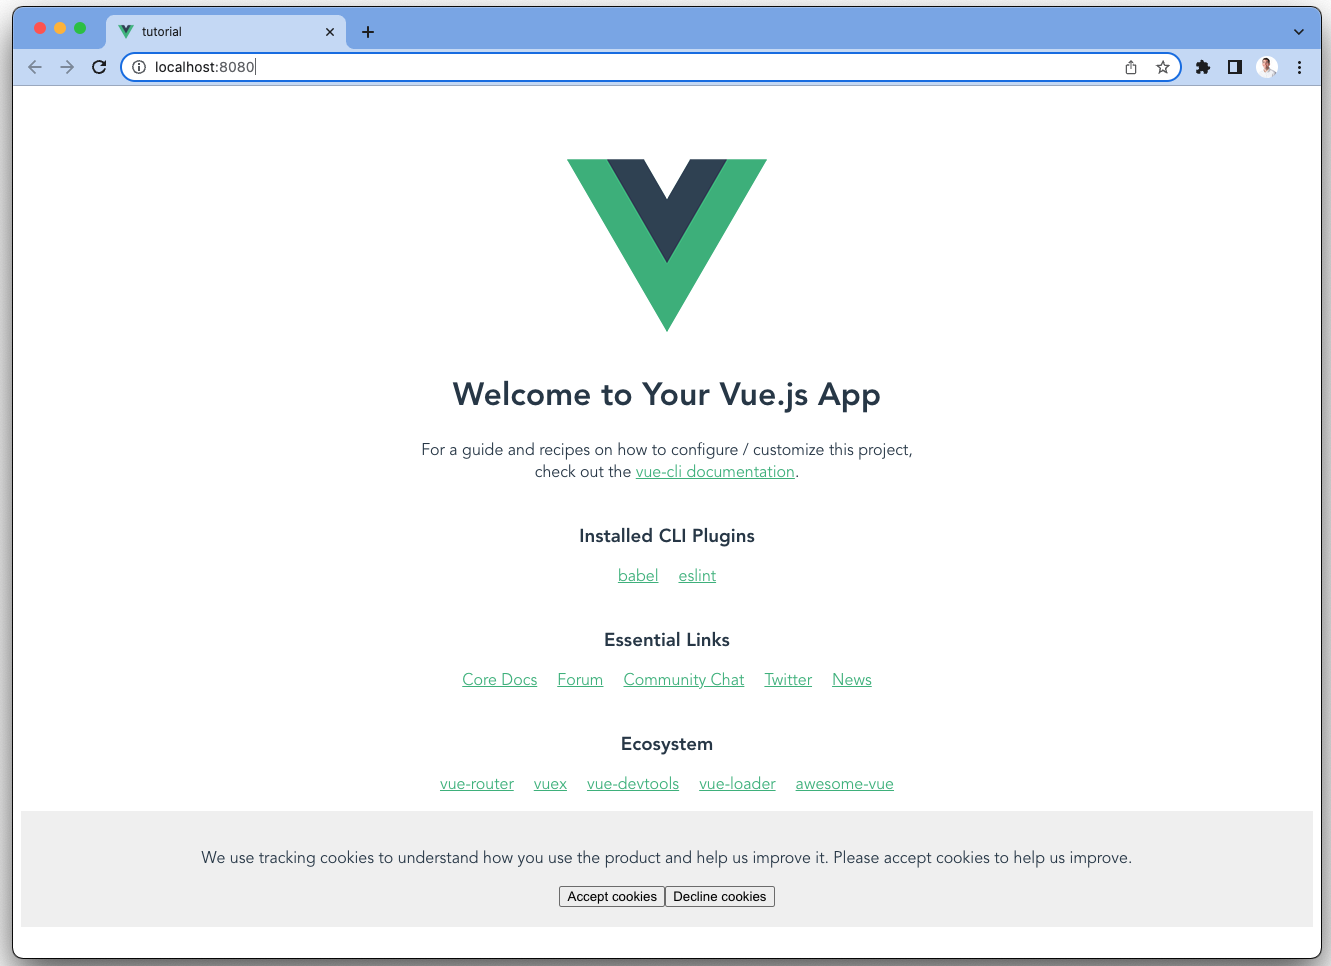 tutorial
localhost:8080
Welcome to Your Vue.js App
For a guide and recipes on how to configure / customize this project,
check out the vue-cli documentation.
Installed CLI Plugins
babel eslint
Essential Links
Core Docs Forum Community Chat Twitter News
Ecosystem
vue-router vuex vue-devtools vue-loader awesome-vue
We use tracking cookies to understand how you use the product and help us improve it. Please accept cookies to help us improve.
Accept cookies Decline cookies